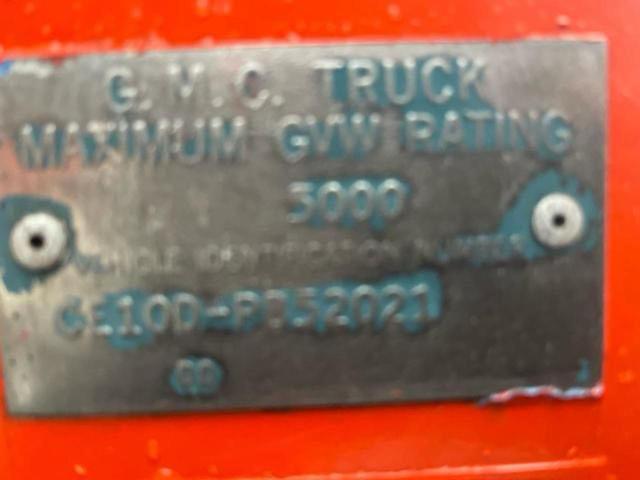 G. M. C. TRUCK
MAXIMUM GVW RATING
5000
VEHICLE IDENTIFICATION NUMBER